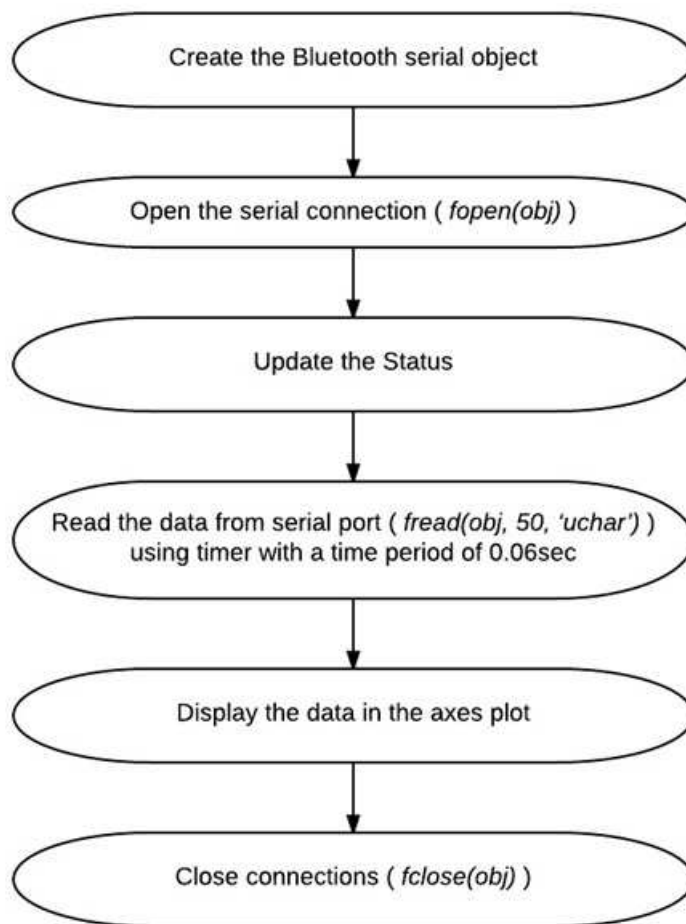 Create the Bluetooth serial object
Open the serial connection ( fopen(obj) )
Update the Status
Read the data from serial port ( fread(obj, 50, ‘uchar’) )
using timer with a time period of 0.06sec
Display the data in the axes plot
Close connections ( fclose(obj) )